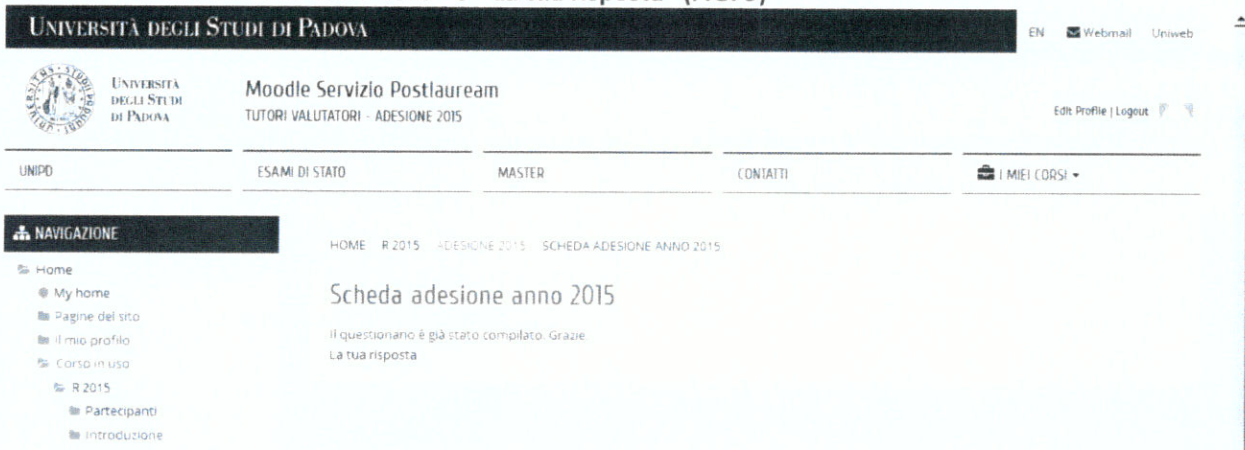 UNIVERSITÀ DEGLI STUDI DI PADOVA
EN Webmail Uniweb
UNIVERSITÀ
DEGLI STUDI
DI PADOVA
Moodle Servizio Postlauream
TUTORI VALUTATORI - ADESIONE 2015
Edit Profile | Logout
UNIPD ESAMI DI STATO MASTER CONTATTI I MIEI CORSI
NAVIGAZIONE
HOME R 2015 ADESIONE 2015 SCHEDA ADESIONE ANNO 2015
Home
My home
Pagine del sito
Il mio profilo
Corso in uso
R 2015
Partecipanti
Introduzione
Scheda adesione anno 2015
Il questionario è già stato compilato. Grazie.
La tua risposta